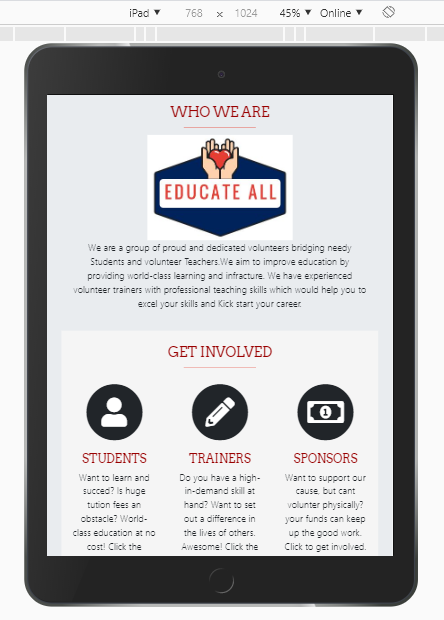 iPad ▼ 768 × 1024 45% ▼ Online ▼
WHO WE ARE
EDUCATE ALL
We are a group of proud and dedicated volunteers bridging needy
Students and volunteer Teachers.We aim to improve education by
providing world-class learning and infracture. We have experienced
volunteer trainers with professional teaching skills which would help you to
excel your skills and Kick start your career.
GET INVOLVED
1
STUDENTS
Want to learn and
succed? Is huge
tution fees an
obstacle? World-
class education at no
cost! Click the
TRAINERS
Do you have a high-
in-demand skill at
hand? Want to set
out a difference in
the lives of others.
Awesome! Click the
SPONSORS
Want to support our
cause, but cant
volunter physically?
your funds can keep
up the good work.
Click to get involved.